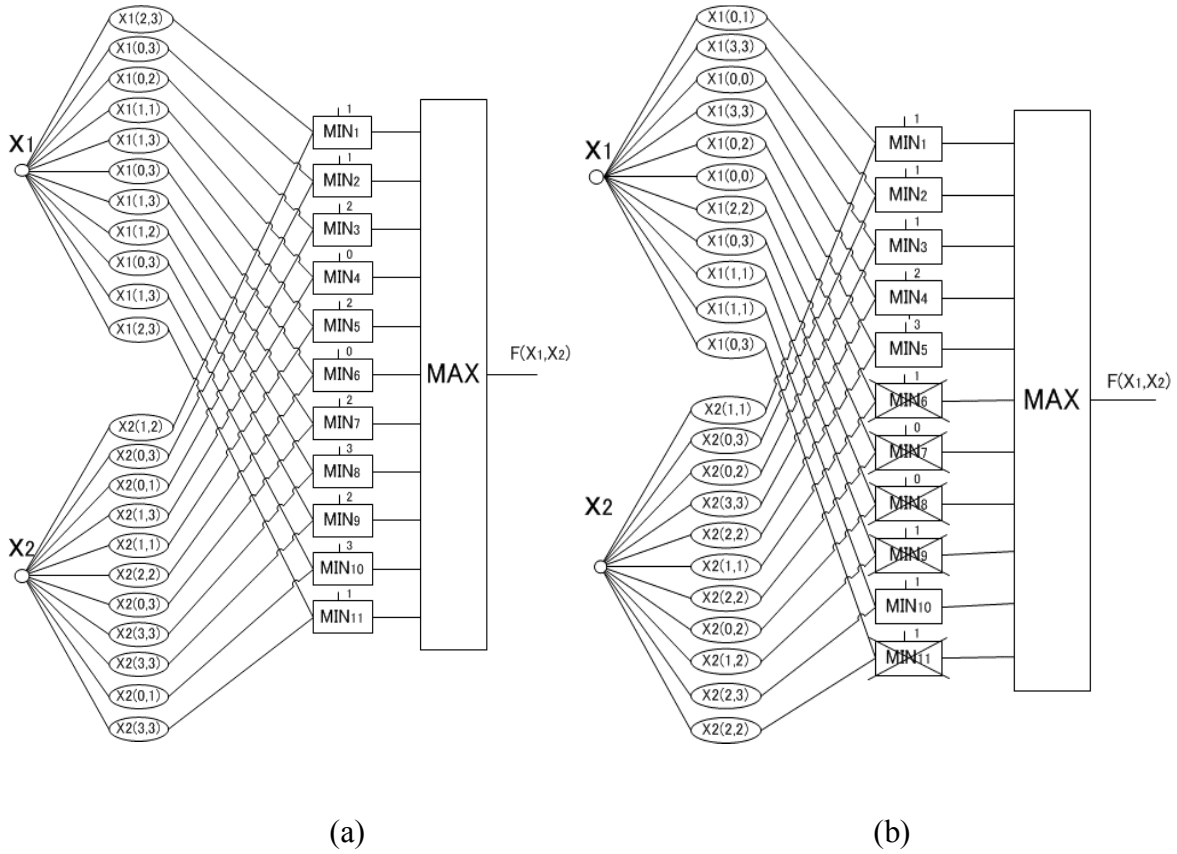 X1(2,3)
X1(0,3)
X1(0,2)
X1(1,1)
X1(1,3)
X1(0,3)
X1(1,3)
X1(1,2)
X1(0,3)
X1(1,3)
X1(2,3)
X1
X2
X2(1,2)
X2(0,3)
X2(0,1)
X2(1,3)
X2(1,1)
X2(2,2)
X2(0,3)
X2(3,3)
X2(3,3)
X2(0,1)
X2(3,3)
1
MIN1
1
MIN2
2
MIN3
0
MIN4
2
MIN5
0
MIN6
2
MIN7
3
MIN8
2
MIN9
3
MIN10
1
MIN11
MAX
F(X1,X2)
(a)
X1(0,1)
X1(3,3)
X1(0,0)
X1(3,3)
X1(0,2)
X1(0,0)
X1(2,2)
X1(0,3)
X1(1,1)
X1(1,1)
X1(0,3)
X1
X2
X2(1,1)
X2(0,3)
X2(0,2)
X2(3,3)
X2(2,2)
X2(1,1)
X2(2,2)
X2(0,2)
X2(1,2)
X2(2,3)
X2(2,2)
1
MIN1
1
MIN2
1
MIN3
2
MIN4
3
MIN5
1
MIN6
0
MIN7
0
MIN8
1
MIN9
1
MIN10
1
MIN11
MAX
F(X1,X2)
(b)